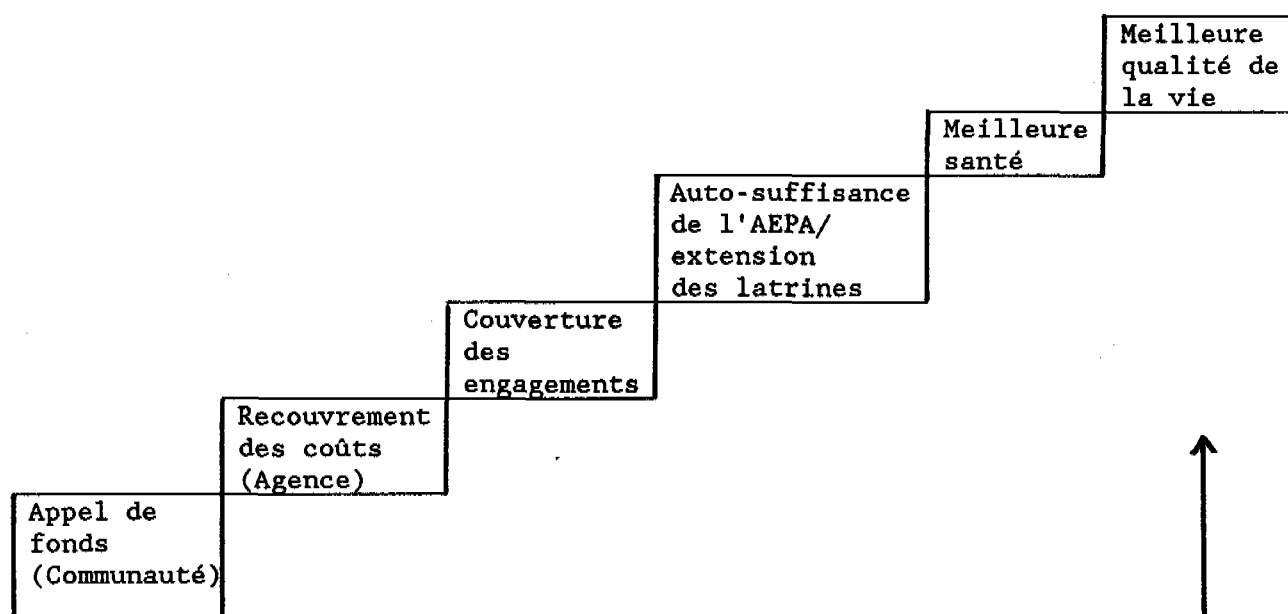 Meilleure
qualité de
la vie
Meilleure
santé
Auto-suffisance
de l'AEPA/
extension
des latrines
Couverture
des
engagements
Recouvrement
des coûts
(Agence)
Appel de
fonds
(Communauté)